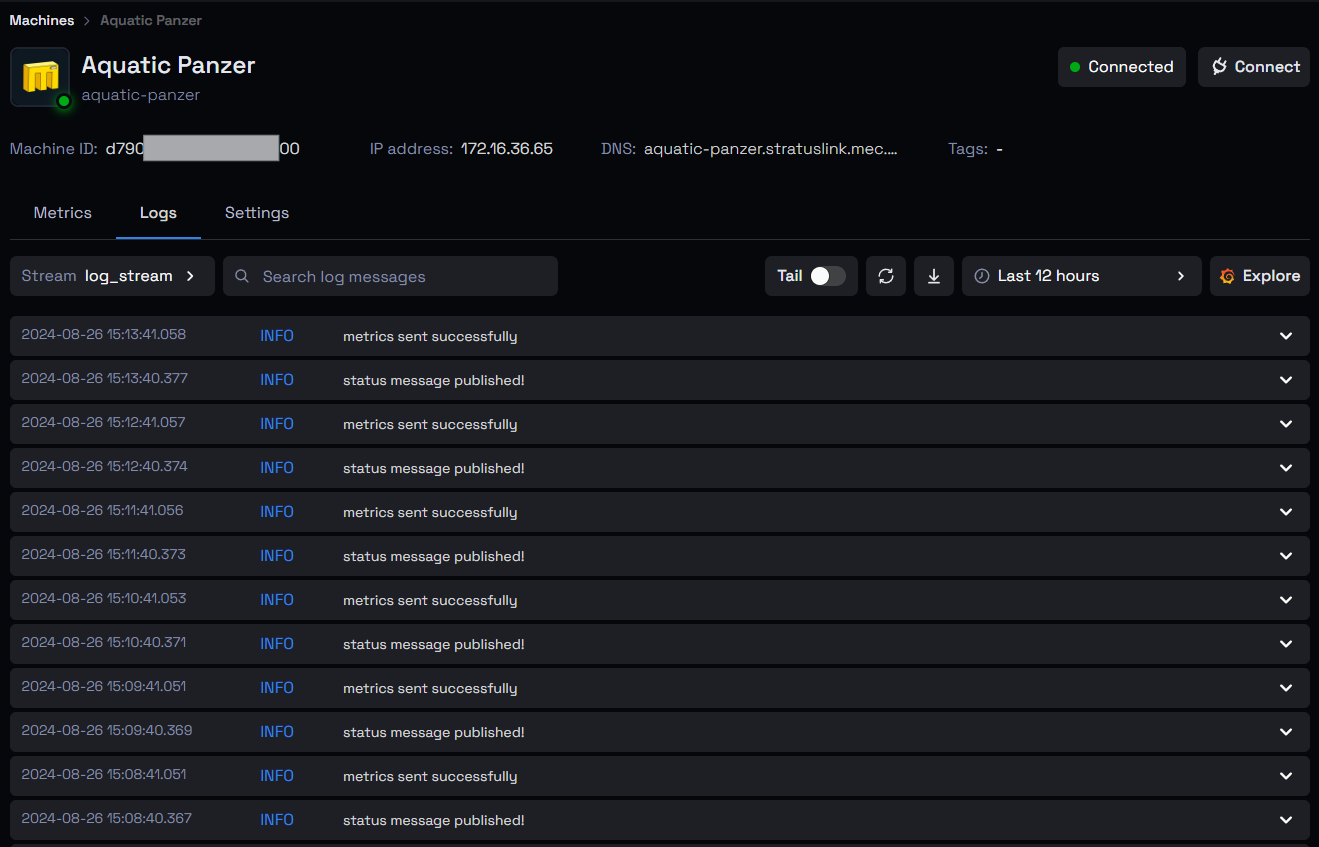 Machines > Aquatic Panzer
Aquatic Panzer
aquatic-panzer
Connected
Connect
Machine ID: d790 00 IP address: 172.16.36.65 DNS: aquatic-panzer.stratuslink.mec.... Tags: -
Metrics Logs Settings
Stream log_stream Search log messages Tail Last 12 hours Explore
2024-08-26 15:13:41.058 INFO metrics sent successfully
2024-08-26 15:13:40.377 INFO status message published!
2024-08-26 15:12:41.057 INFO metrics sent successfully
2024-08-26 15:12:40.374 INFO status message published!
2024-08-26 15:11:41.056 INFO metrics sent successfully
2024-08-26 15:11:40.373 INFO status message published!
2024-08-26 15:10:41.053 INFO metrics sent successfully
2024-08-26 15:10:40.371 INFO status message published!
2024-08-26 15:09:41.051 INFO metrics sent successfully
2024-08-26 15:09:40.369 INFO status message published!
2024-08-26 15:08:41.051 INFO metrics sent successfully
2024-08-26 15:08:40.367 INFO status message published!